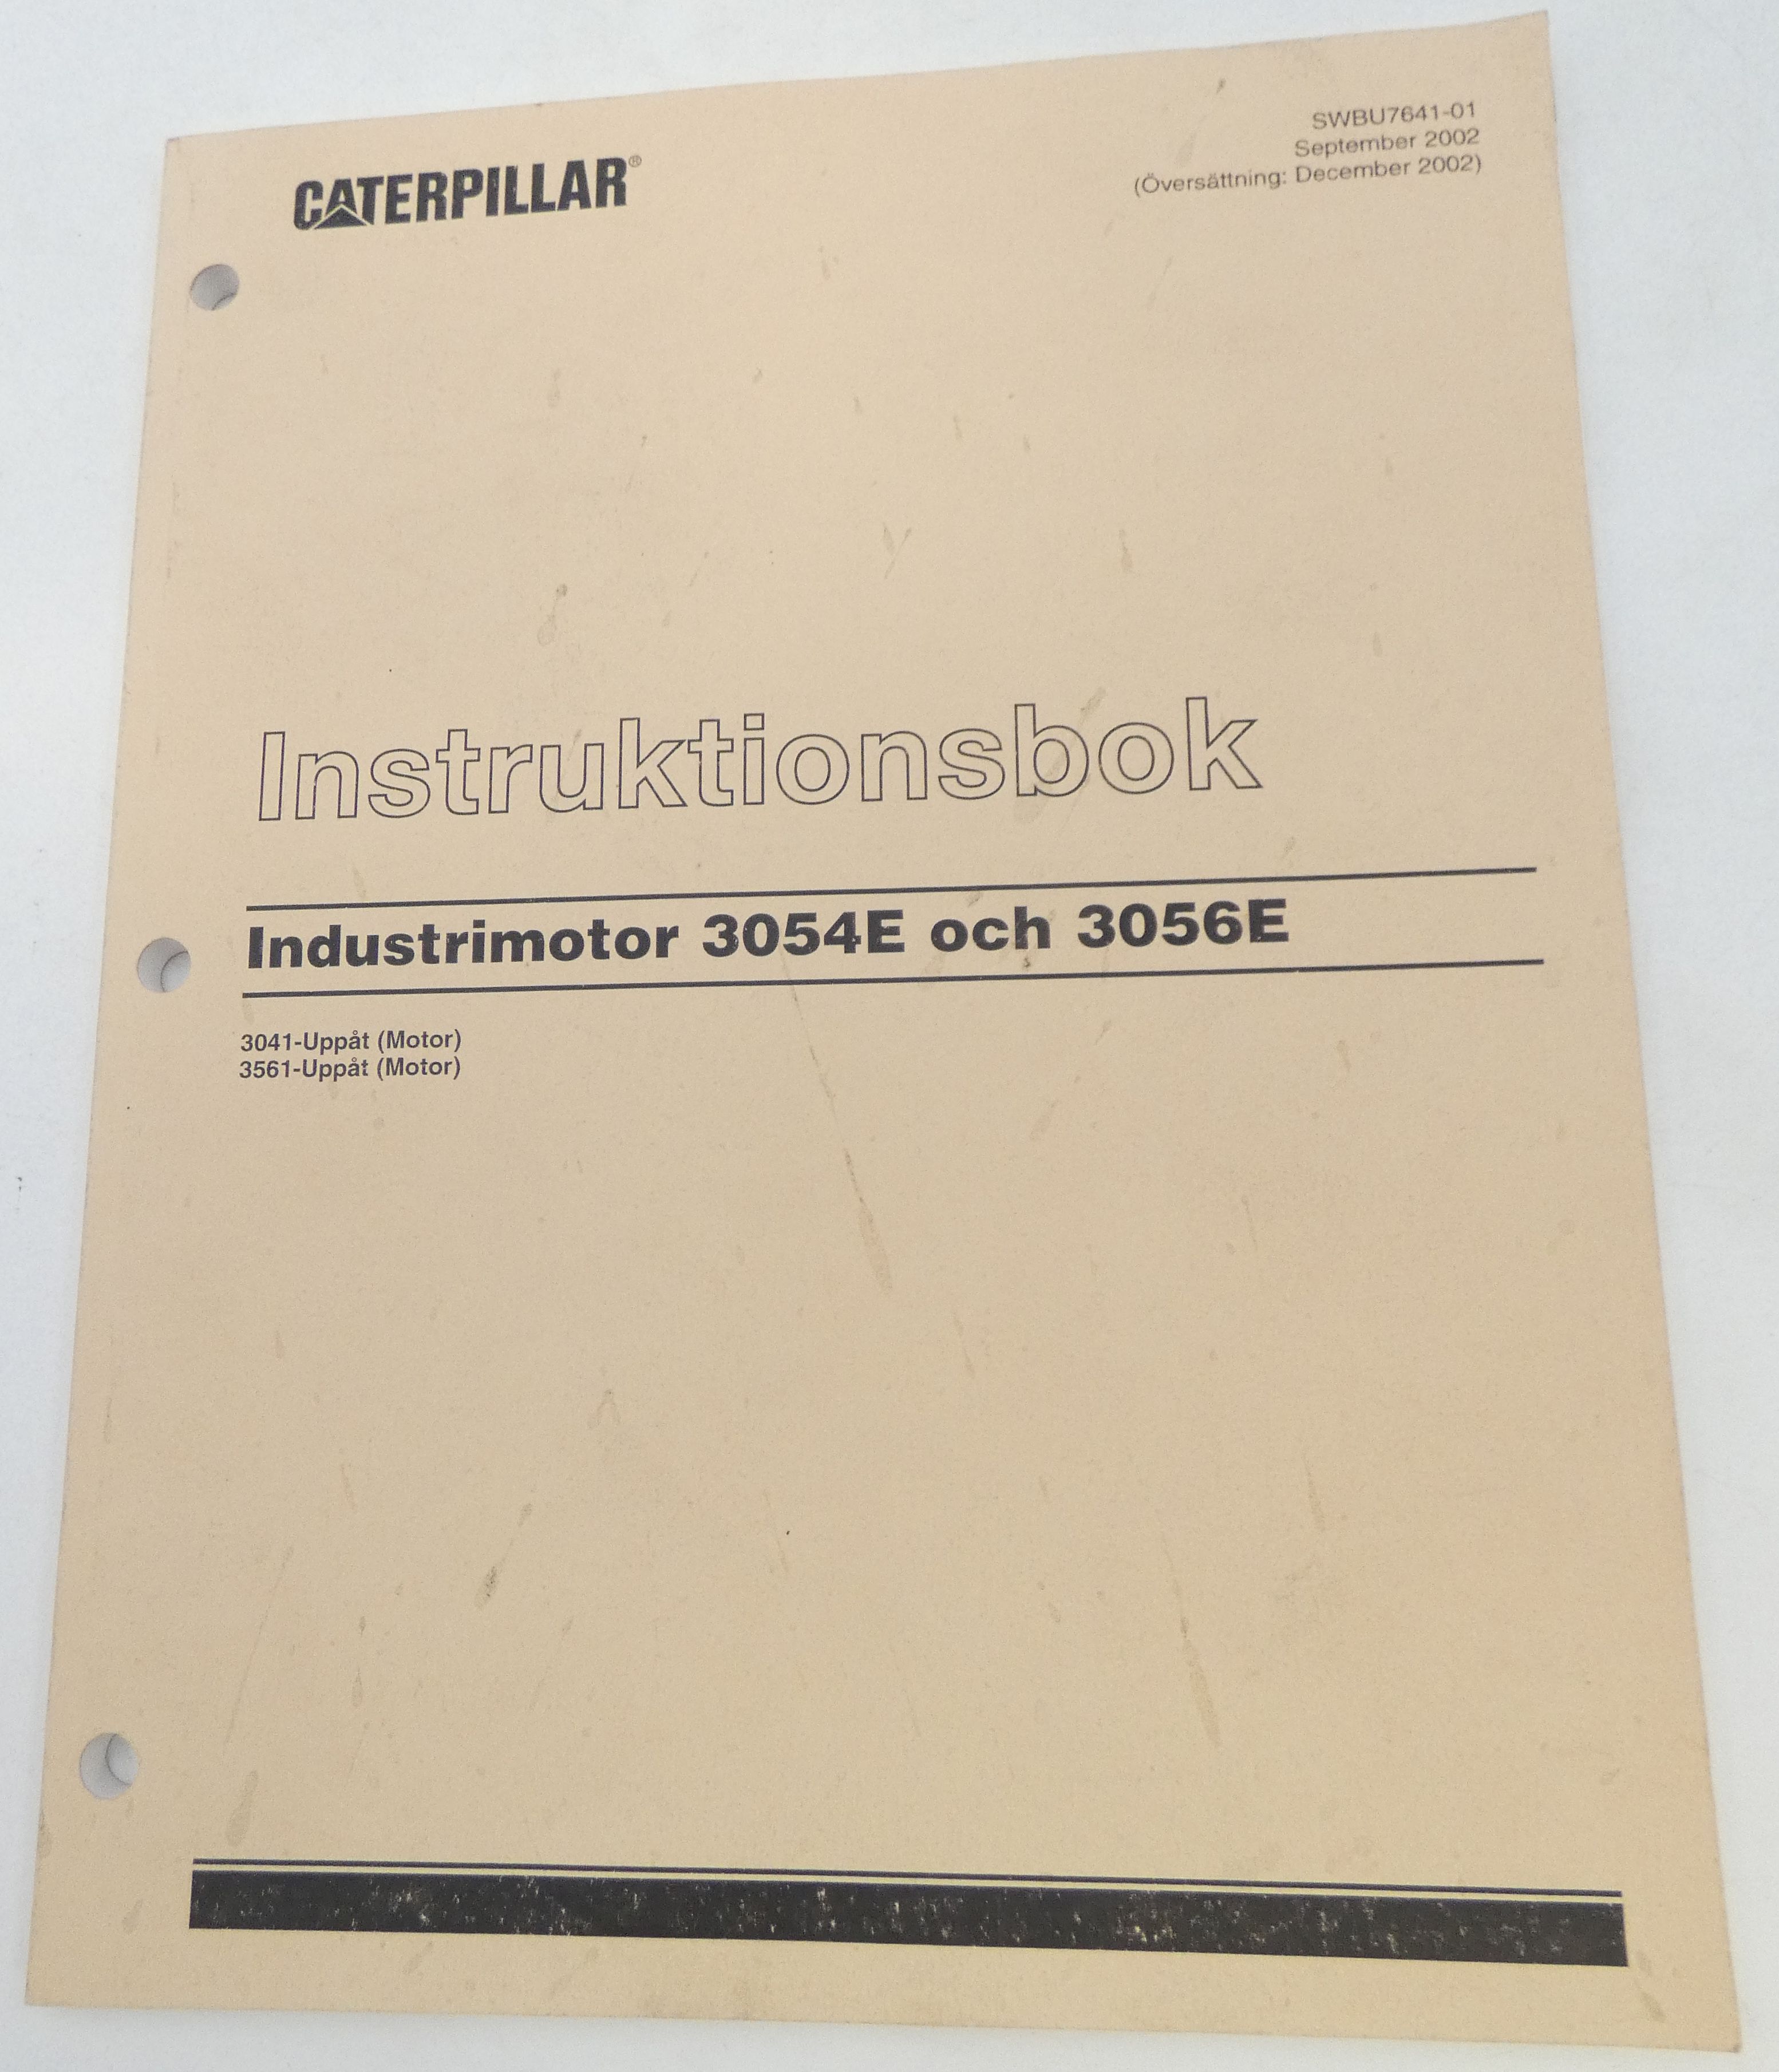 CATERPILLAR®
SWBU7641-01
September 2002
(Översättning: December 2002)
Instruktionsbok
Industrimotor 3054E och 3056E
3041-Uppåt (Motor)
3561-Uppåt (Motor)